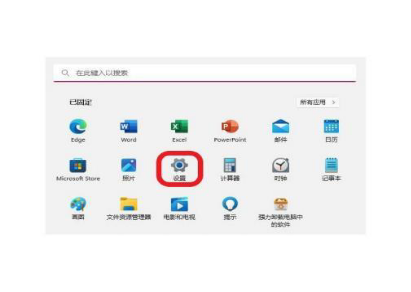 在此键入以搜索
已固定
所有应用 >
Edge
Word
Excel
PowerPoint
邮件
日历
Microsoft Store
照片
设置
计算器
时钟
记事本
画图
文件资源管理器
电影和电视
提示
强力卸载电脑中
的软件